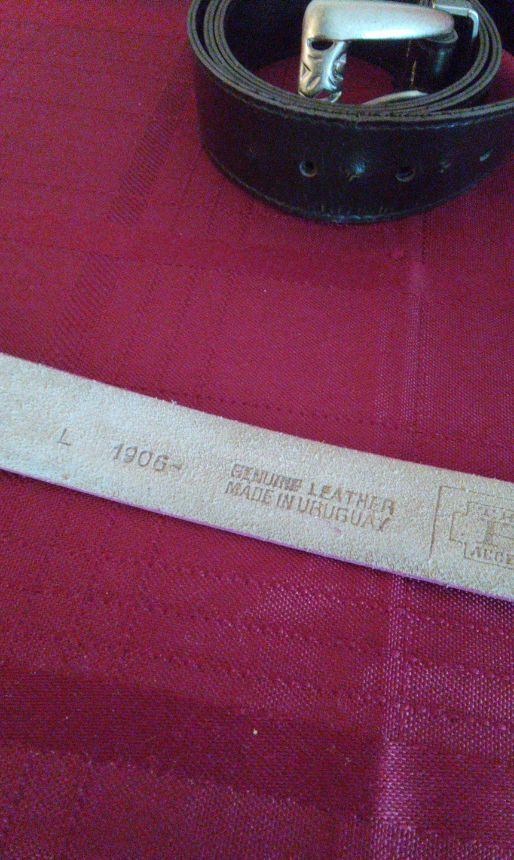 L 1906-
GENUINE LEATHER
MADE IN URUGUAY